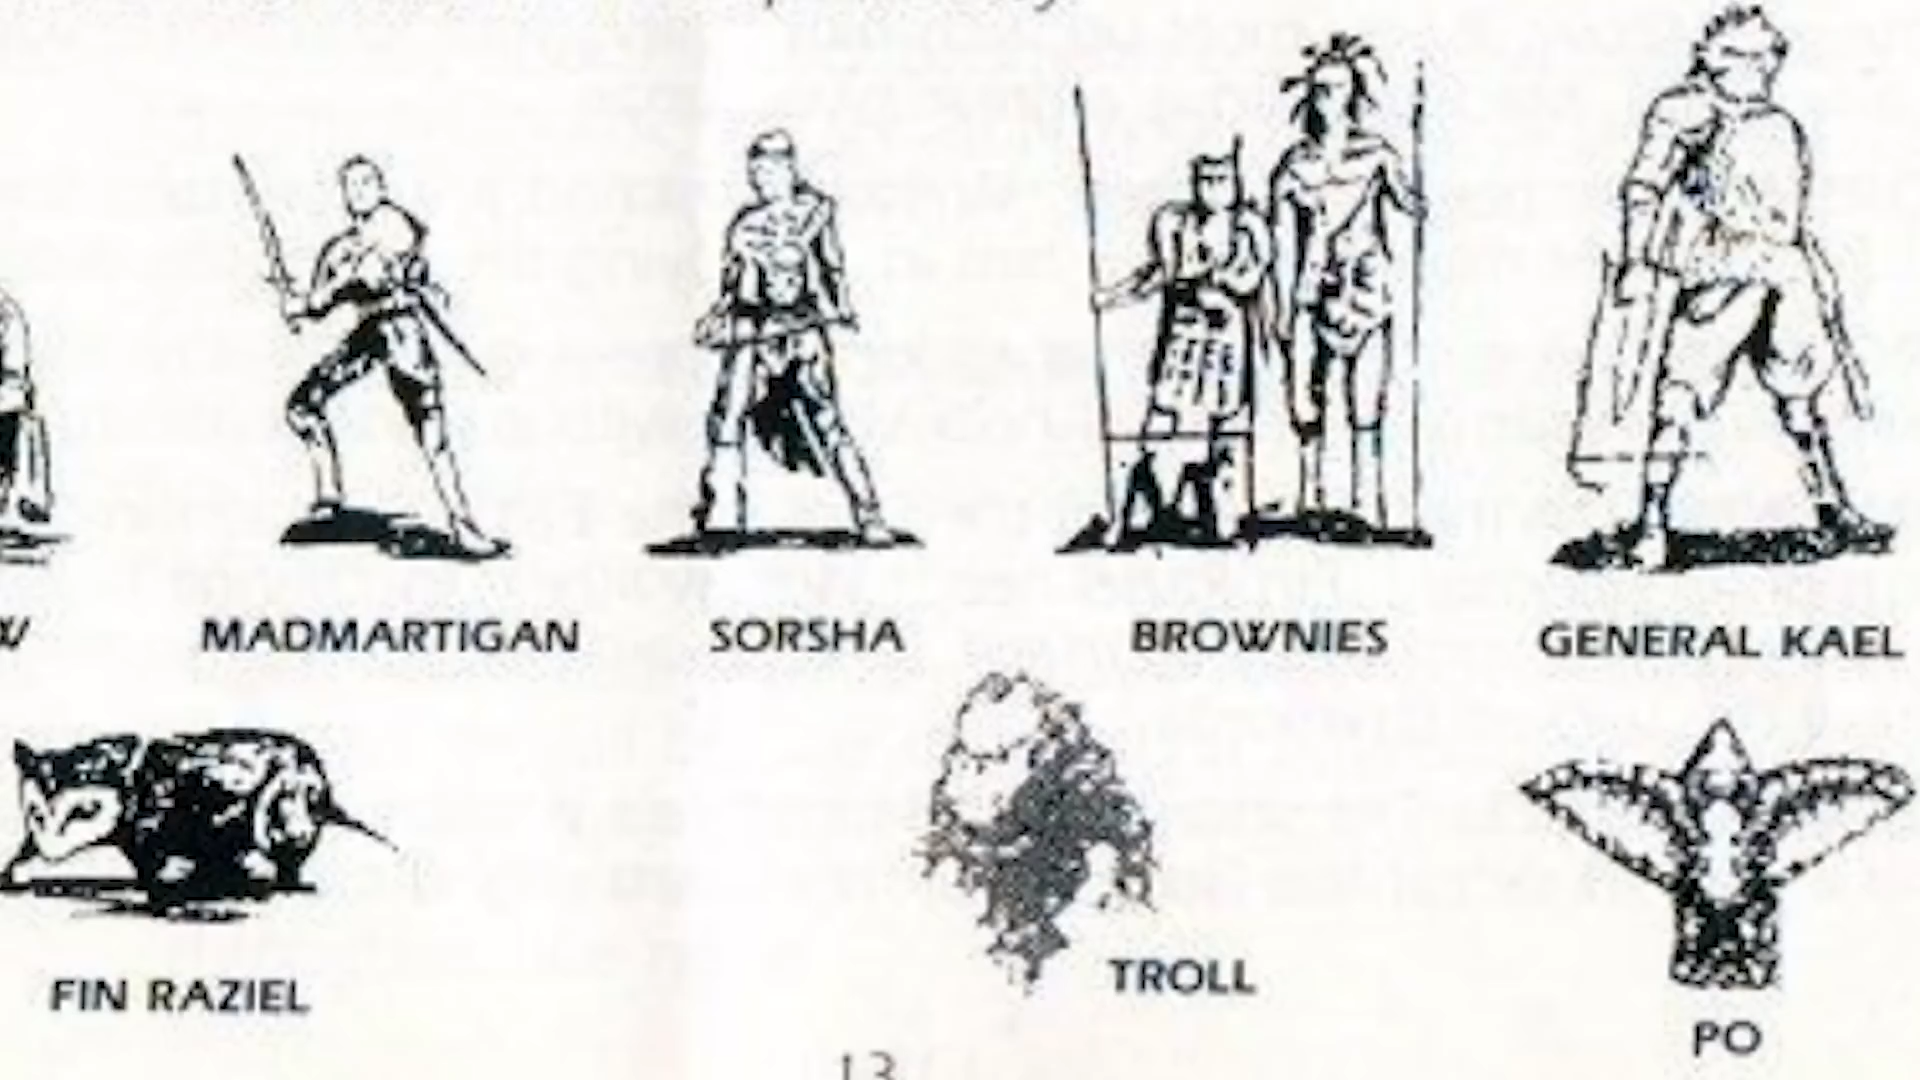 W
MADMARTIGAN
SORSHA
BROWNIES
GENERAL KAEL
FIN RAZIEL
TROLL
PO
13